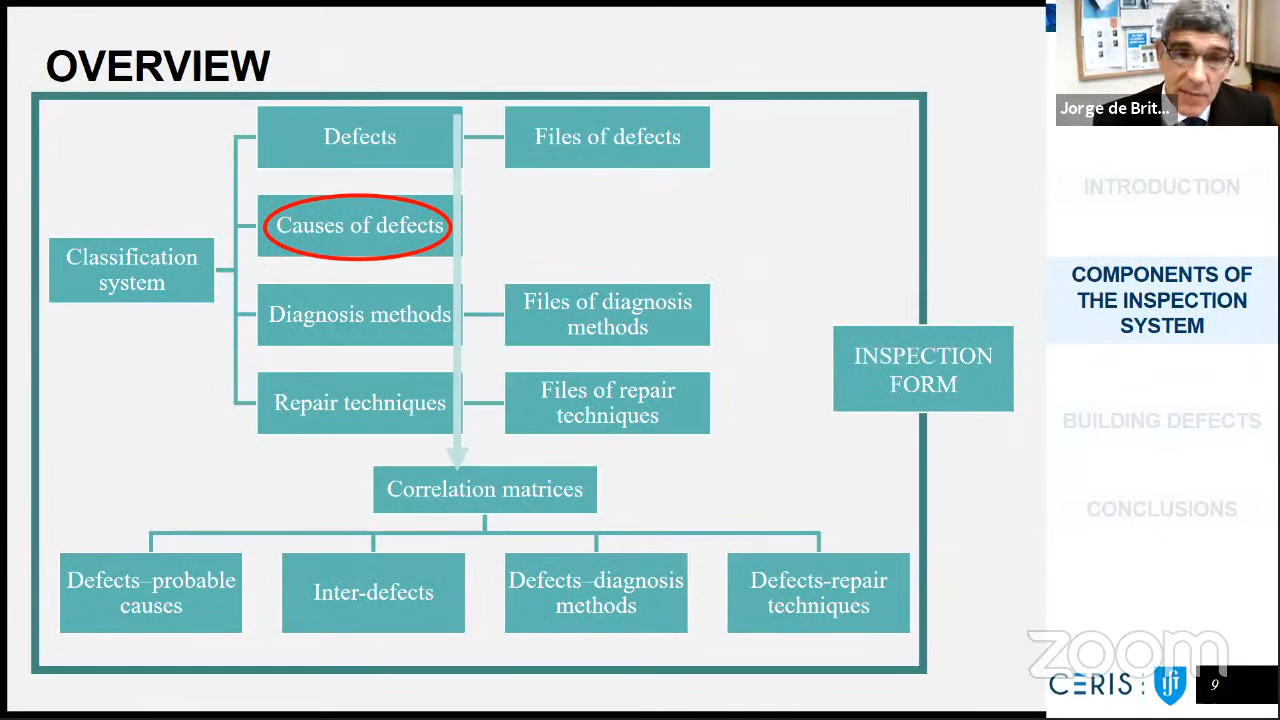 OVERVIEW
Defects
Files of defects
Causes of defects
Classification
system
Diagnosis methods
Files of diagnosis
methods
Repair techniques
Files of repair
techniques
Correlation matrices
Defects–probable
causes
Inter-defects
Defects–diagnosis
methods
Defects-repair
techniques
INSPECTION
FORM
Jorge de Brit...
INTRODUCTION
COMPONENTS OF
THE INSPECTION
SYSTEM
BUILDING DEFECTS
CONCLUSIONS
zoom
CERIS
9